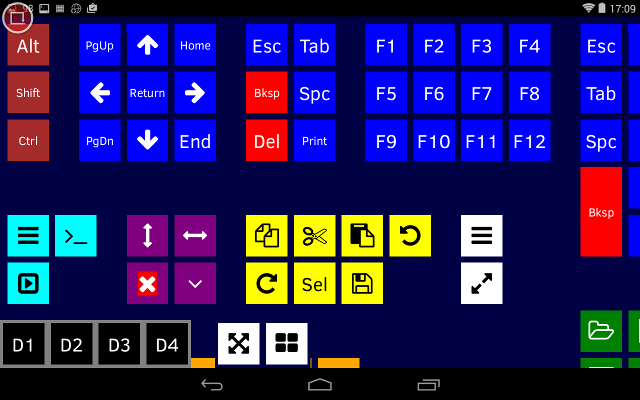 98 17:09
Alt PgUp Home Esc Tab F1 F2 F3 F4 Esc
Shift Return Bksp Spc F5 F6 F7 F8 Tab
Ctrl PgDn End Del Print F9 F10 F11 F12 Spc
Bksp
Sel
D1 D2 D3 D4